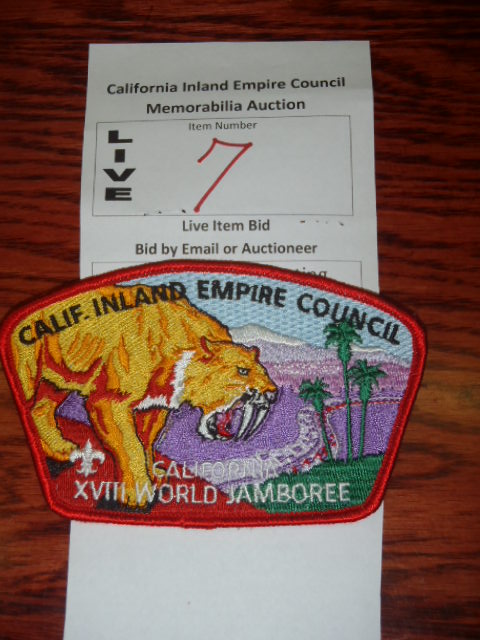 California Inland Empire Council
Memorabilia Auction
Item Number
LIVE
7
Live Item Bid
Bid by Email or Auctioneer
CALIF. INLAND EMPIRE COUNCIL
CALIFORINA
XVIII WORLD JAMBOREE